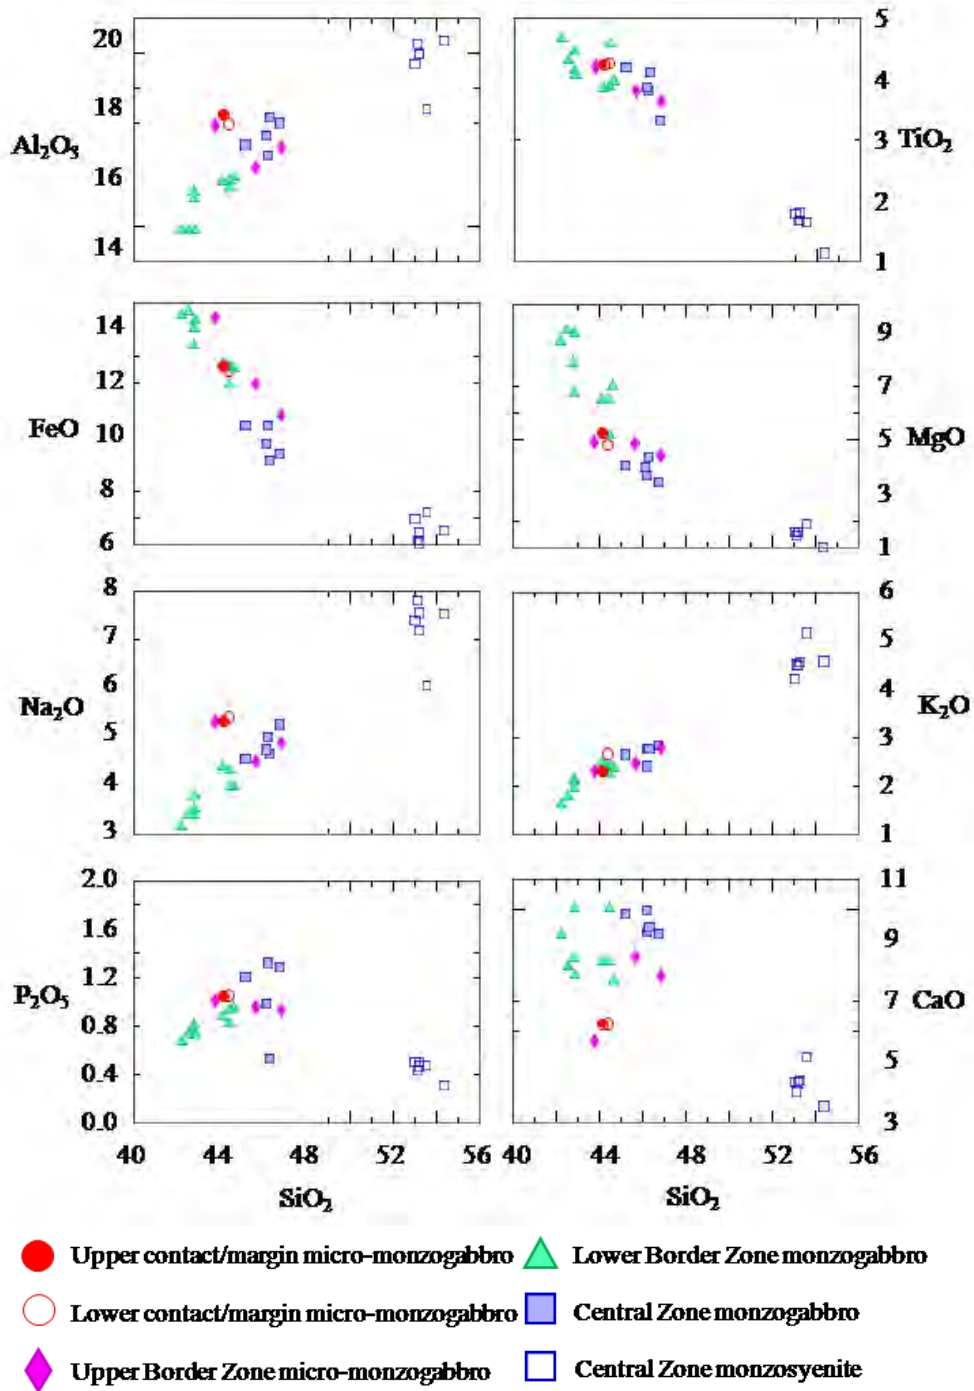 20
18
Al₂O₃
16
14
5
4
3
TiO₂
2
1
14
12
FeO
10
8
6
9
7
5
MgO
3
1
8
7
6
Na₂O
5
4
3
6
5
4
K₂O
3
2
1
2.0
1.6
1.2
P₂O₅
0.8
0.4
0.0
11
9
7
CaO
5
3
40 44 48 52 56
40 44 48 52 56
SiO₂
SiO₂
Upper contact/margin micro-monzogabbro
Lower Border Zone monzogabbro
Lower contact/margin micro-monzogabbro
Central Zone monzogabbro
Upper Border Zone micro-monzogabbro
Central Zone monzosyenite